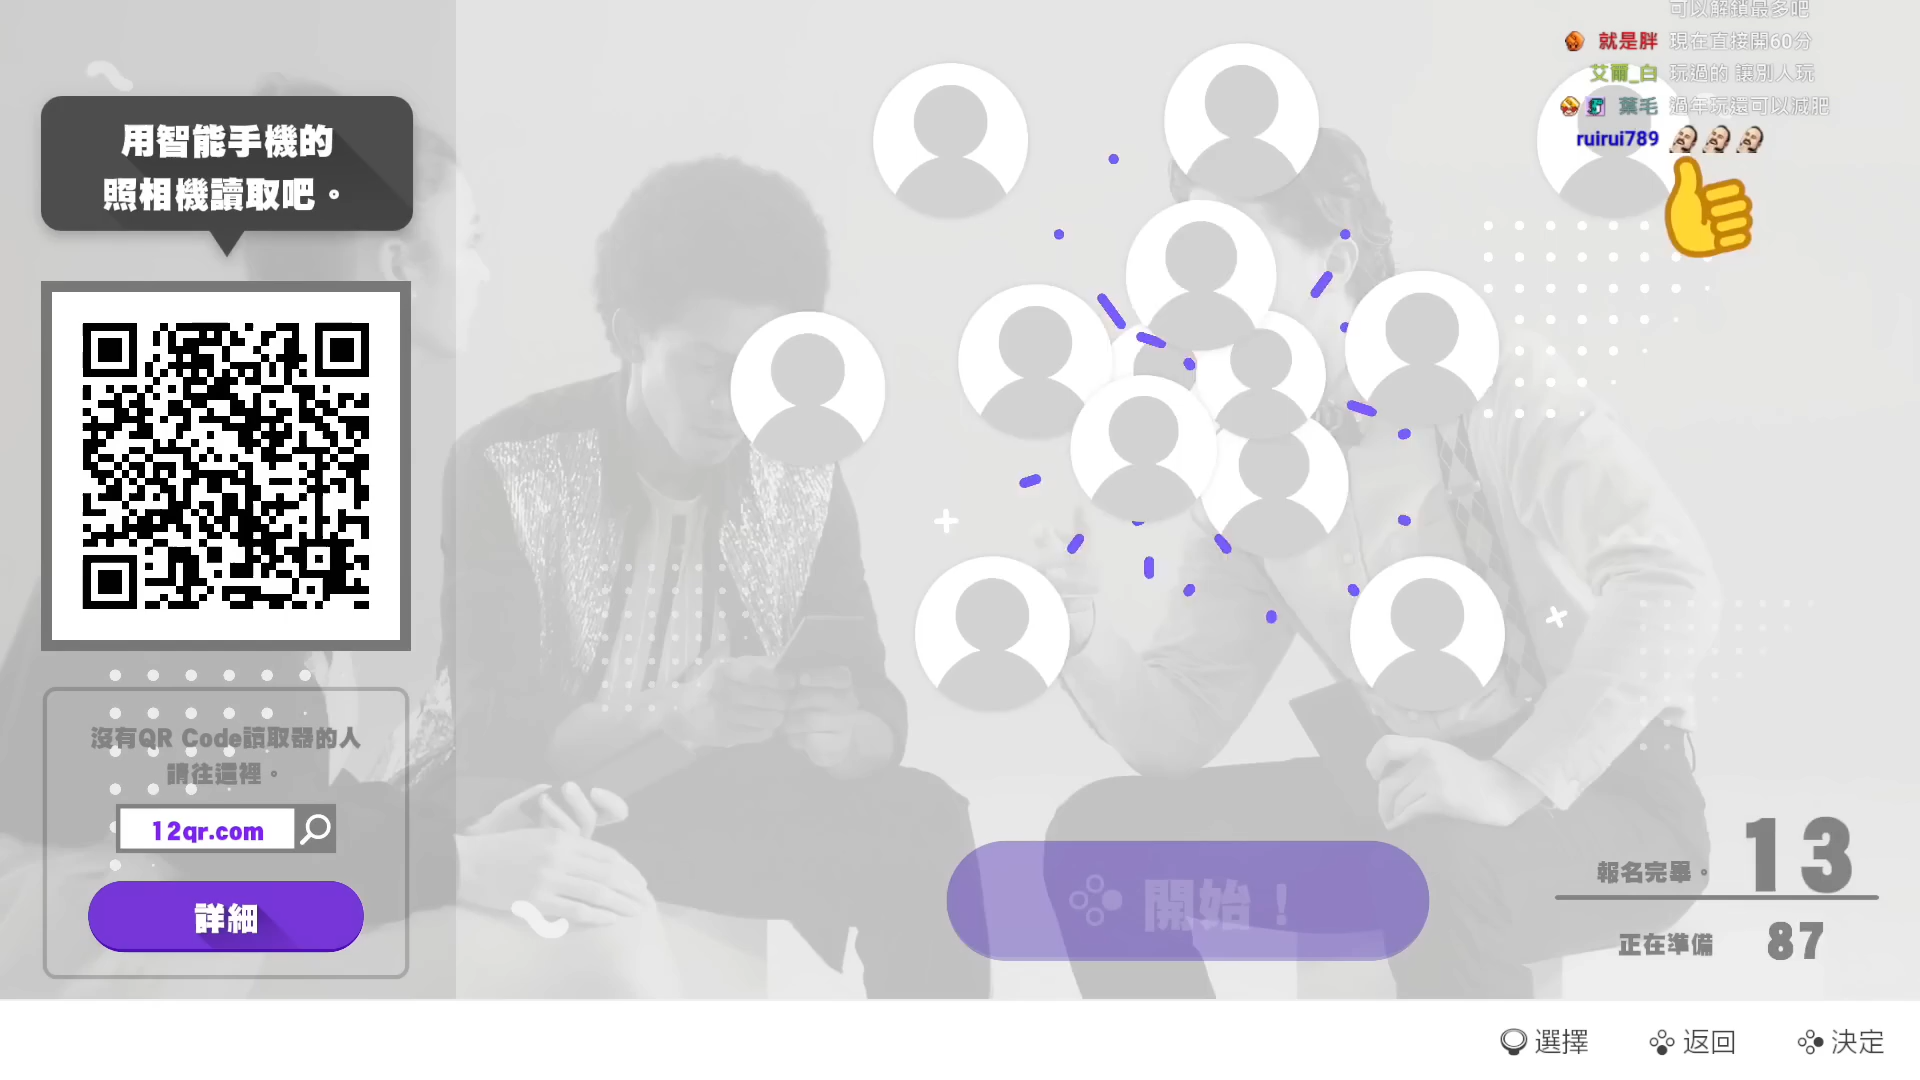 用智能手機的
照相機讀取吧。
沒有QR Code讀取器的人
請往這裡。
12qr.com
詳細
可以解鎖最多吧
就是胖 現在直接開60分
艾爾_白 玩過的 讓別人玩
葉毛 過年玩還可以減肥
ruirui789
開始！
報名完畢。 13
正在準備 87
選擇 返回 決定